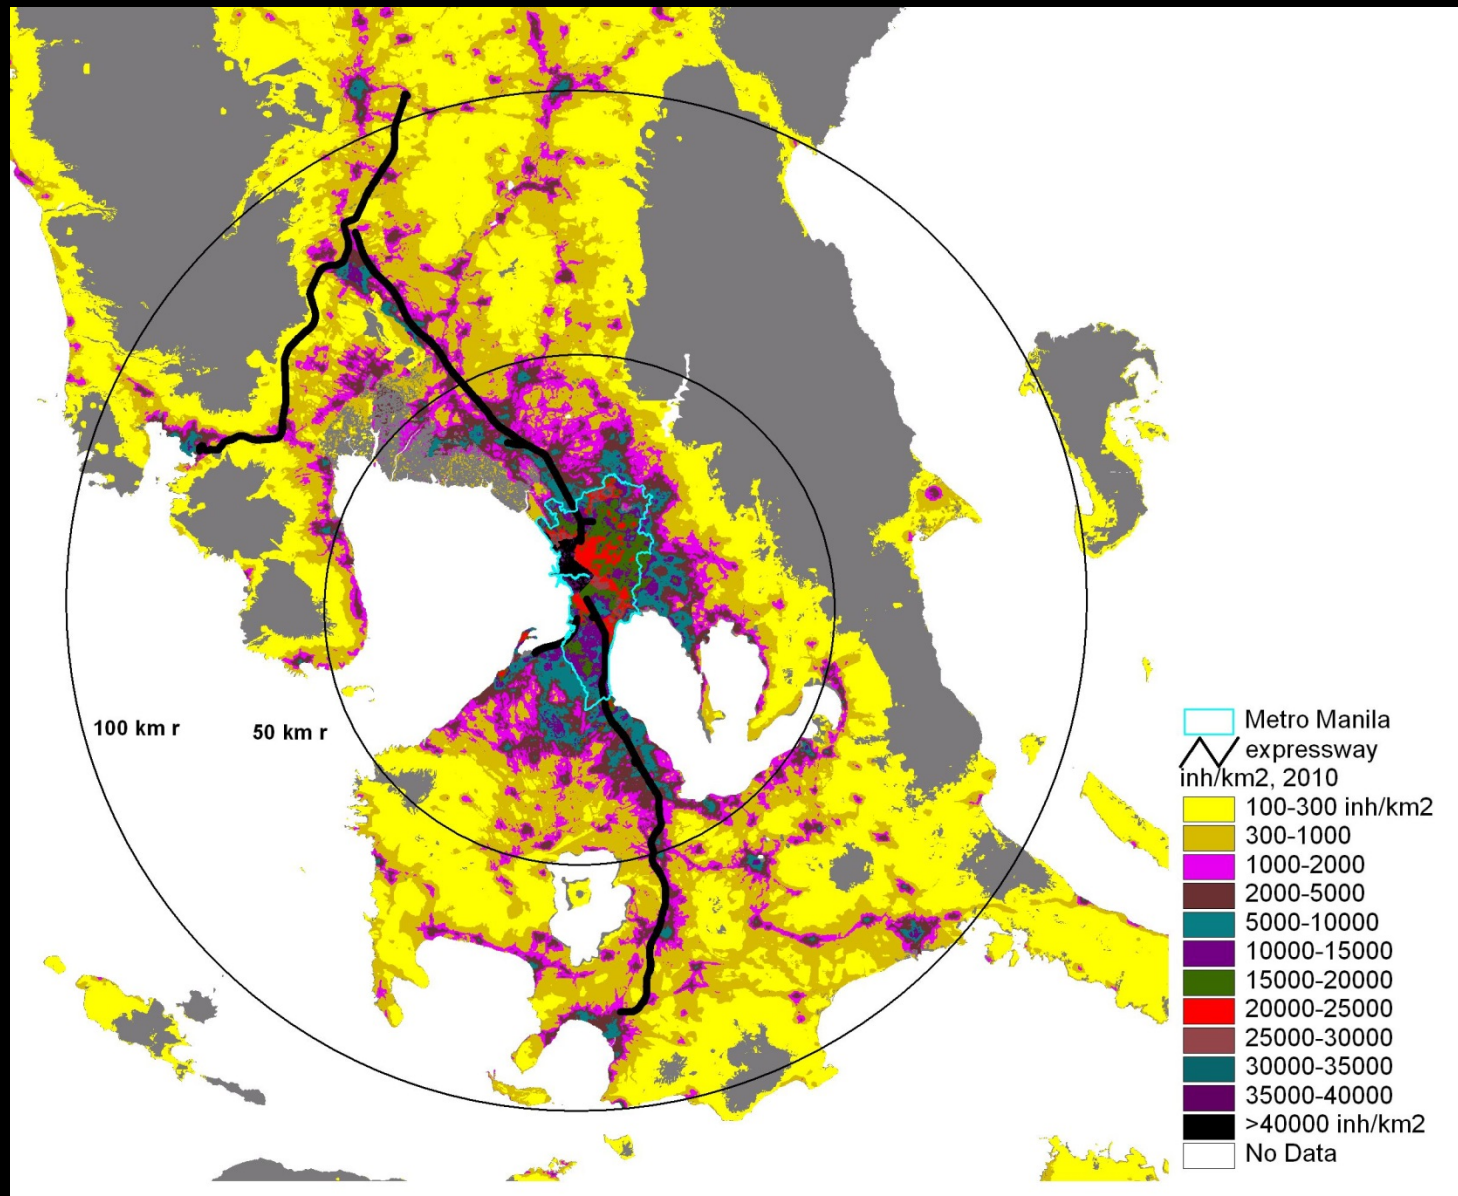 100 km r
50 km r
Metro Manila
expressway
inh/km2, 2010
100-300 inh/km2
300-1000
1000-2000
2000-5000
5000-10000
10000-15000
15000-20000
20000-25000
25000-30000
30000-35000
35000-40000
>40000 inh/km2
No Data